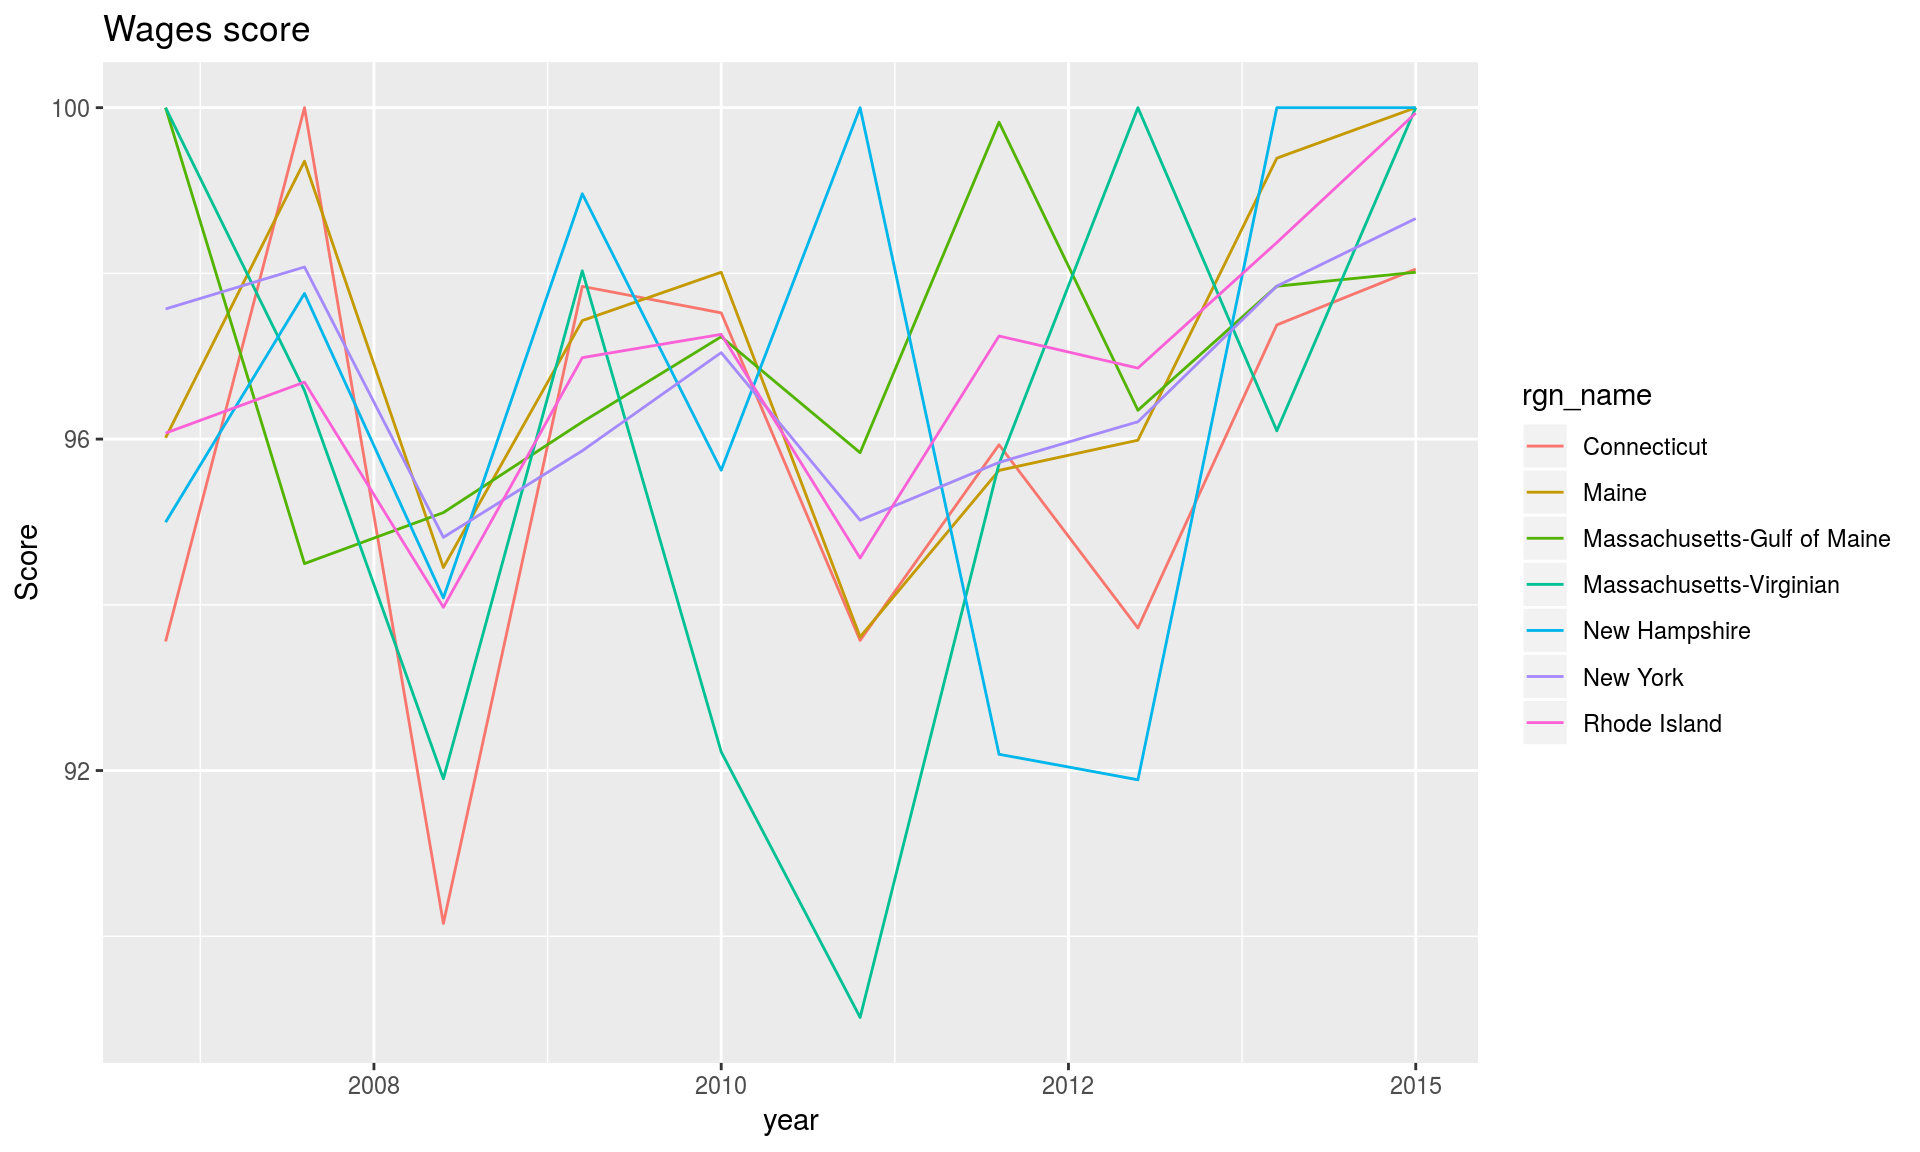 Wages score
100
96
92
Score
2008
2010
2012
2015
year
rgn_name
Connecticut
Maine
Massachusetts-Gulf of Maine
Massachusetts-Virginian
New Hampshire
New York
Rhode Island